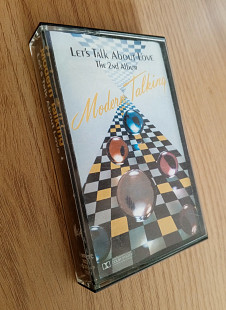 LET'S TALK ABOUT LOVE
The 2nd Album
Modern Talking